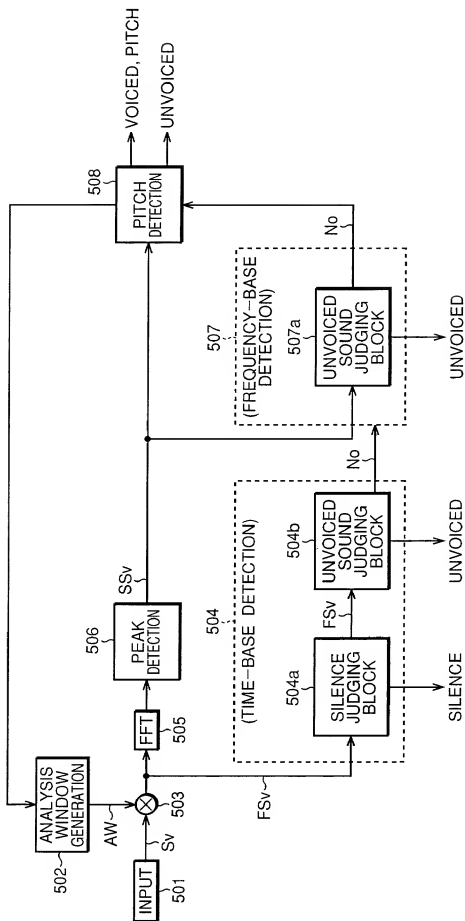 INPUT
501
Sv
503
AW
ANALYSIS
WINDOW
GENERATION
502
FFT
505
PEAK
DETECTION
506
SSv
PITCH
DETECTION
508
VOICED, PITCH
UNVOICED
FSv
504
(TIME-BASE DETECTION)
504a
SILENCE
JUDGING
BLOCK
SILENCE
FSv
504b
UNVOICED
SOUND
JUDGING
BLOCK
UNVOICED
No
507
(FREQUENCY-BASE
DETECTION)
507a
UNVOICED
SOUND
JUDGING
BLOCK
UNVOICED
No